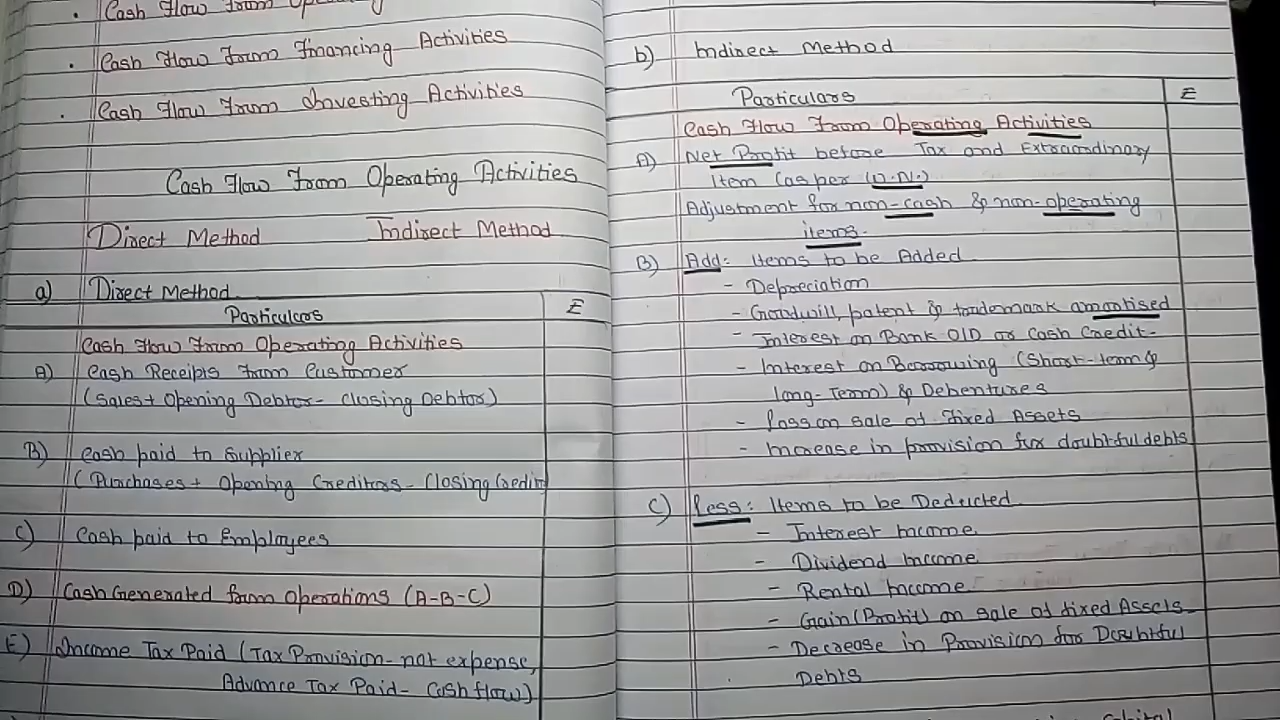 • Cash Flow From Operating
• Cash Flow From Financing Activities
• Cash Flow From Investing Activities
Cash Flow From Operating Activities
Direct Method Indirect Method
a) Direct Method
Particulars ₹
Cash Flow From Operating Activities
A) Cash Receipts From Customer
(Sales + Opening Debtor - Closing Debtor)
B) Cash paid to Supplier
(Purchases + Opening Creditors - Closing Credit
C) Cash paid to Employees
D) Cash Generated from Operations (A-B-C)
E) Income Tax Paid (Tax Provision - not expense,
Advance Tax Paid - Cash flow)
b) Indirect Method
Particulars ₹
Cash Flow From Operating Activities
A) Net Profit before Tax and Extraordinary
Item (as per W.N.)
Adjustment for non-cash & non-operating
items.
B) Add: Items to be Added
- Depreciation
- Goodwill, patent & trademark amortised
- Interest on Bank O/D or Cash Credit-
- Interest on Borrowing (Short-term &
long-Term) & Debentures
- Loss on sale of Fixed Assets
- Increase in provision for doubtful debts
C) Less: Items to be Deducted
- Interest Income
- Dividend Income
- Rental Income
- Gain (Profit) on sale of fixed Assets
- Decrease in Provision for Doubtful
Debts